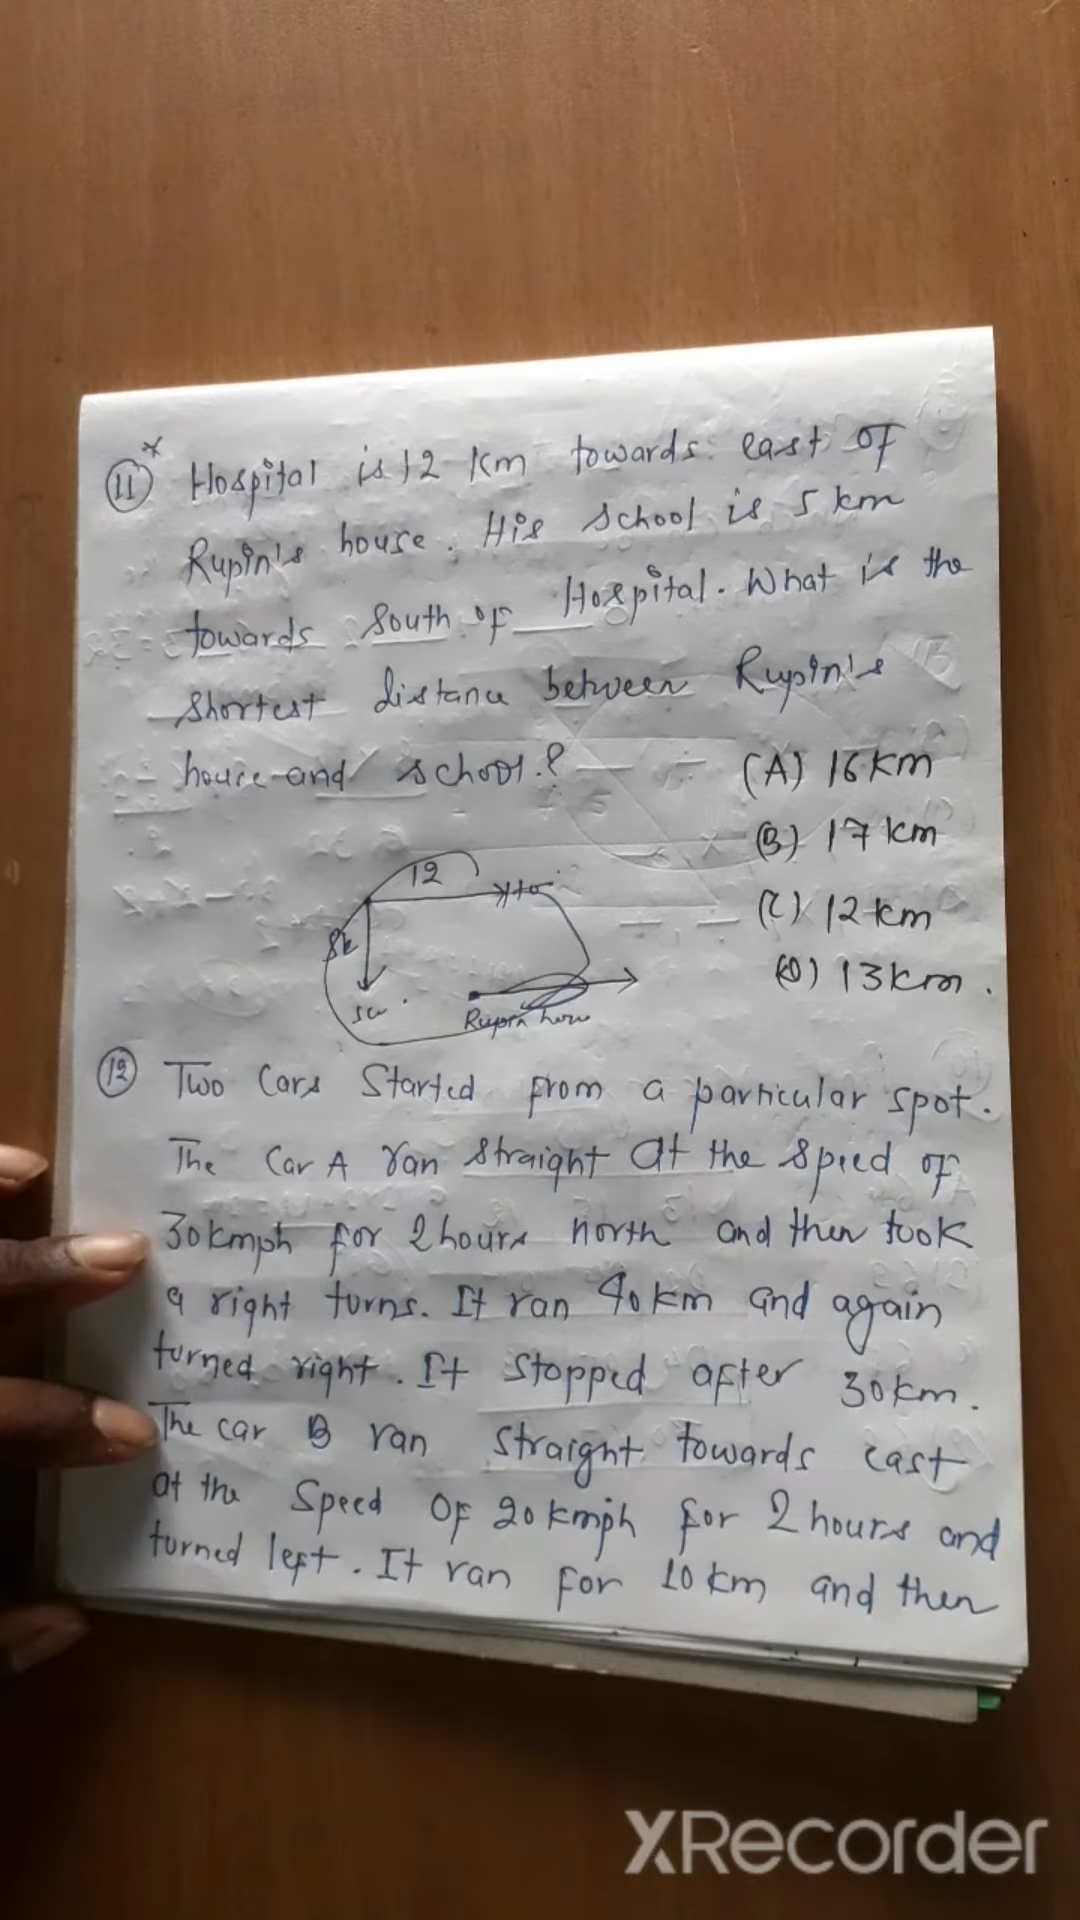 11 Hospital is 12 km towards east of
Rupin's house. His school is 5 km
towards south of Hospital. What is the
shortest distance between Rupin's
house and school?
(A) 16 km
(B) 17 km
(C) 12 km
(D) 13 km.
12
Rupin hou
12 Two Cars Started from a particular spot.
The Car A ran straight at the speed of
30 kmph for 2 hours north and then took
a right turns. It ran 40 km and again
turned right. It stopped after 30 km.
The car B ran straight towards east
at the speed of 20 kmph for 2 hours and
turned left. It ran for 10 km and then
XRecorder